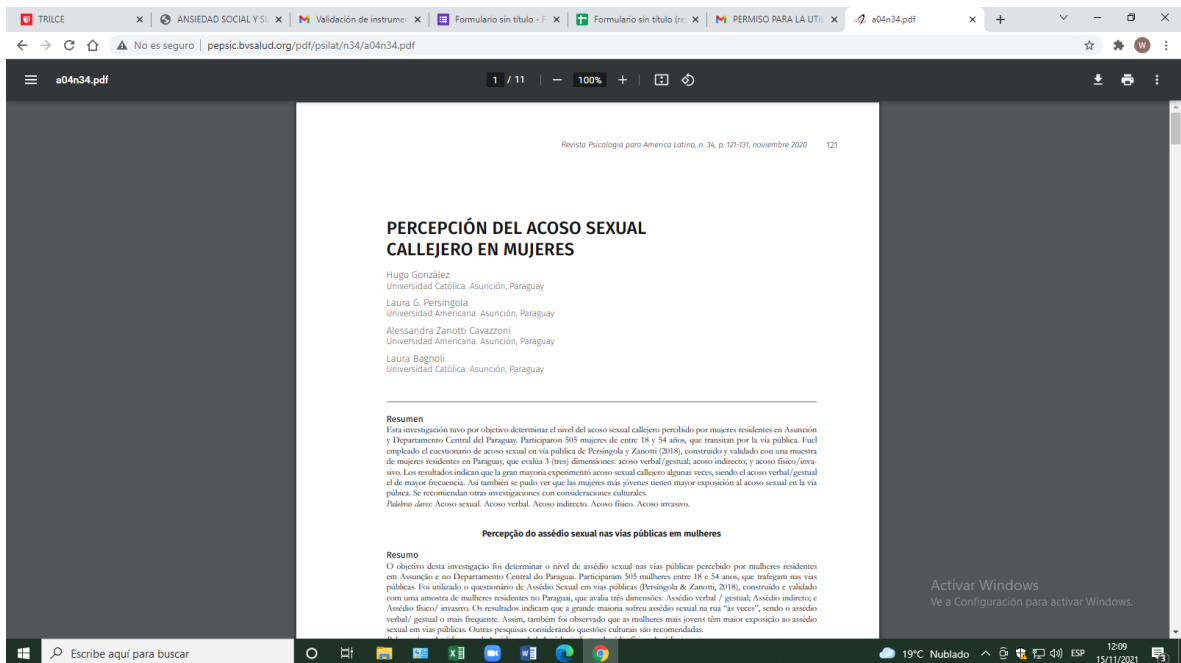 TRILCE
ANSIEDAD SOCIAL Y SU
Validación de instrumen
Formulario sin título - F
Formulario sin título (re
PERMISO PARA LA UTIL
a04n34.pdf
No es seguro | pepsic.bvsalud.org/pdf/psilat/n34/a04n34.pdf
W
a04n34.pdf
1 / 11
100%
Revista Psicologia para America Latina, n. 34, p. 121-131, noviembre 2020 121
PERCEPCIÓN DEL ACOSO SEXUAL
CALLEJERO EN MUJERES
Hugo González
Universidad Católica. Asunción, Paraguay
Laura G. Persingola
Universidad Americana. Asunción, Paraguay
Alessandra Zanotti Cavazzoni
Universidad Americana. Asunción, Paraguay
Laura Bagnoli
Universidad Católica. Asunción, Paraguay
Resumen
Esta investigación tuvo por objetivo determinar el nivel del acoso sexual callejero percibido por mujeres residentes en Asunción
y Departamento Central del Paraguay. Participaron 505 mujeres de entre 18 y 54 años, que transitan por la vía pública. Fuel
empleado el cuestionario de acoso sexual en vía pública de Persíngola y Zanotti (2018), construido y validado con una muestra
de mujeres residentes en Paraguay, que evalúa 3 (tres) dimensiones: acoso verbal/gestual; acoso indirecto; y acoso físico/inva-
sivo. Los resultados indican que la gran mayoría experimentó acoso sexual callejero algunas veces, siendo el acoso verbal/gestual
el de mayor frecuencia. Así también se pudo ver que las mujeres más jóvenes tienen mayor exposición al acoso sexual en la vía
púbica. Se recomiendan otras investigaciones con consideraciones culturales.
Palabras clave: Acoso sexual. Acoso verbal. Acoso indirecto. Acoso físico. Acoso invasivo.
Percepção do assédio sexual nas vías públicas em mulheres
Resumo
O objetivo desta investigação foi determinar o nível de assédio sexual nas vias públicas percebido por mulheres residentes
em Assunção e no Departamento Central do Paraguai. Participaram 505 mulheres entre 18 e 54 anos, que trafegam nas vias
públicas. Foi utilizado o questionário de Assédio Sexual em vias públicas (Persíngola & Zanotti, 2018), construído e validado
com uma amostra de mulheres residentes no Paraguai, que avalia três dimensões: Assédio verbal / gestual; Assédio indireto; e
Assédio físico/ invasivo. Os resultados indicam que a grande maioria sofreu assédio sexual na rua "às veces", sendo o assédio
verbal/ gestual o mais frequente. Assim, também foi observado que as mulheres mais jovens têm maior exposição ao assédio
sexual em vias públicas. Outras pesquisas considerando questões culturais são recomendadas.
Activar Windows
Ve a Configuración para activar Windows.
Escribe aquí para buscar
19°C Nublado
ESP
12:09
15/11/2021
3